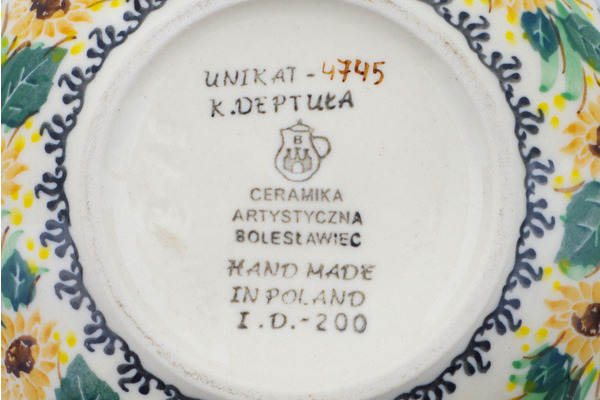 UNIKAT - 4745
K. DEPTUŁA
B
CERAMIKA
ARTYSTYCZNA
BOLESŁAWIEC
HAND MADE
IN POLAND
I.D.-200